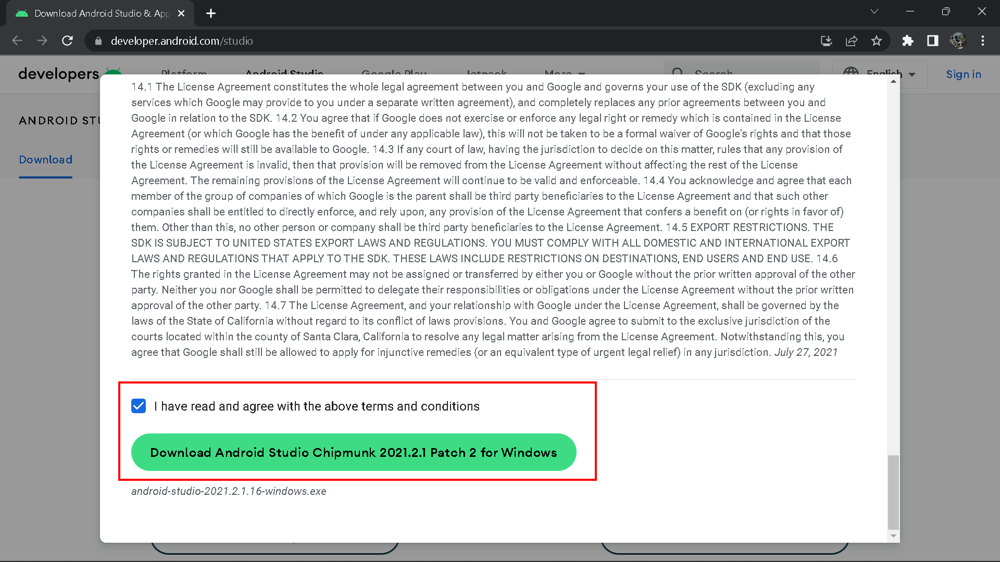 Download Android Studio & App
developer.android.com/studio
developers Platform Android Studio Google Play Jetpack More Search English Sign in
ANDROID STU
Download
14.1 The License Agreement constitutes the whole legal agreement between you and Google and governs your use of the SDK (excluding any
services which Google may provide to you under a separate written agreement), and completely replaces any prior agreements between you and
Google in relation to the SDK. 14.2 You agree that if Google does not exercise or enforce any legal right or remedy which is contained in the License
Agreement (or which Google has the benefit of under any applicable law), this will not be taken to be a formal waiver of Google's rights and that those
rights or remedies will still be available to Google. 14.3 If any court of law, having the jurisdiction to decide on this matter, rules that any provision of
the License Agreement is invalid, then that provision will be removed from the License Agreement without affecting the rest of the License
Agreement. The remaining provisions of the License Agreement will continue to be valid and enforceable. 14.4 You acknowledge and agree that each
member of the group of companies of which Google is the parent shall be third party beneficiaries to the License Agreement and that such other
companies shall be entitled to directly enforce, and rely upon, any provision of the License Agreement that confers a benefit on (or rights in favor of)
them. Other than this, no other person or company shall be third party beneficiaries to the License Agreement. 14.5 EXPORT RESTRICTIONS. THE
SDK IS SUBJECT TO UNITED STATES EXPORT LAWS AND REGULATIONS. YOU MUST COMPLY WITH ALL DOMESTIC AND INTERNATIONAL EXPORT
LAWS AND REGULATIONS THAT APPLY TO THE SDK. THESE LAWS INCLUDE RESTRICTIONS ON DESTINATIONS, END USERS AND END USE. 14.6
The rights granted in the License Agreement may not be assigned or transferred by either you or Google without the prior written approval of the other
party. Neither you nor Google shall be permitted to delegate their responsibilities or obligations under the License Agreement without the prior written
approval of the other party. 14.7 The License Agreement, and your relationship with Google under the License Agreement, shall be governed by the
laws of the State of California without regard to its conflict of laws provisions. You and Google agree to submit to the exclusive jurisdiction of the
courts located within the county of Santa Clara, California to resolve any legal matter arising from the License Agreement. Notwithstanding this, you
agree that Google shall still be allowed to apply for injunctive remedies (or an equivalent type of urgent legal relief) in any jurisdiction. July 27, 2021
I have read and agree with the above terms and conditions
Download Android Studio Chipmunk 2021.2.1 Patch 2 for Windows
android-studio-2021.2.1.16-windows.exe